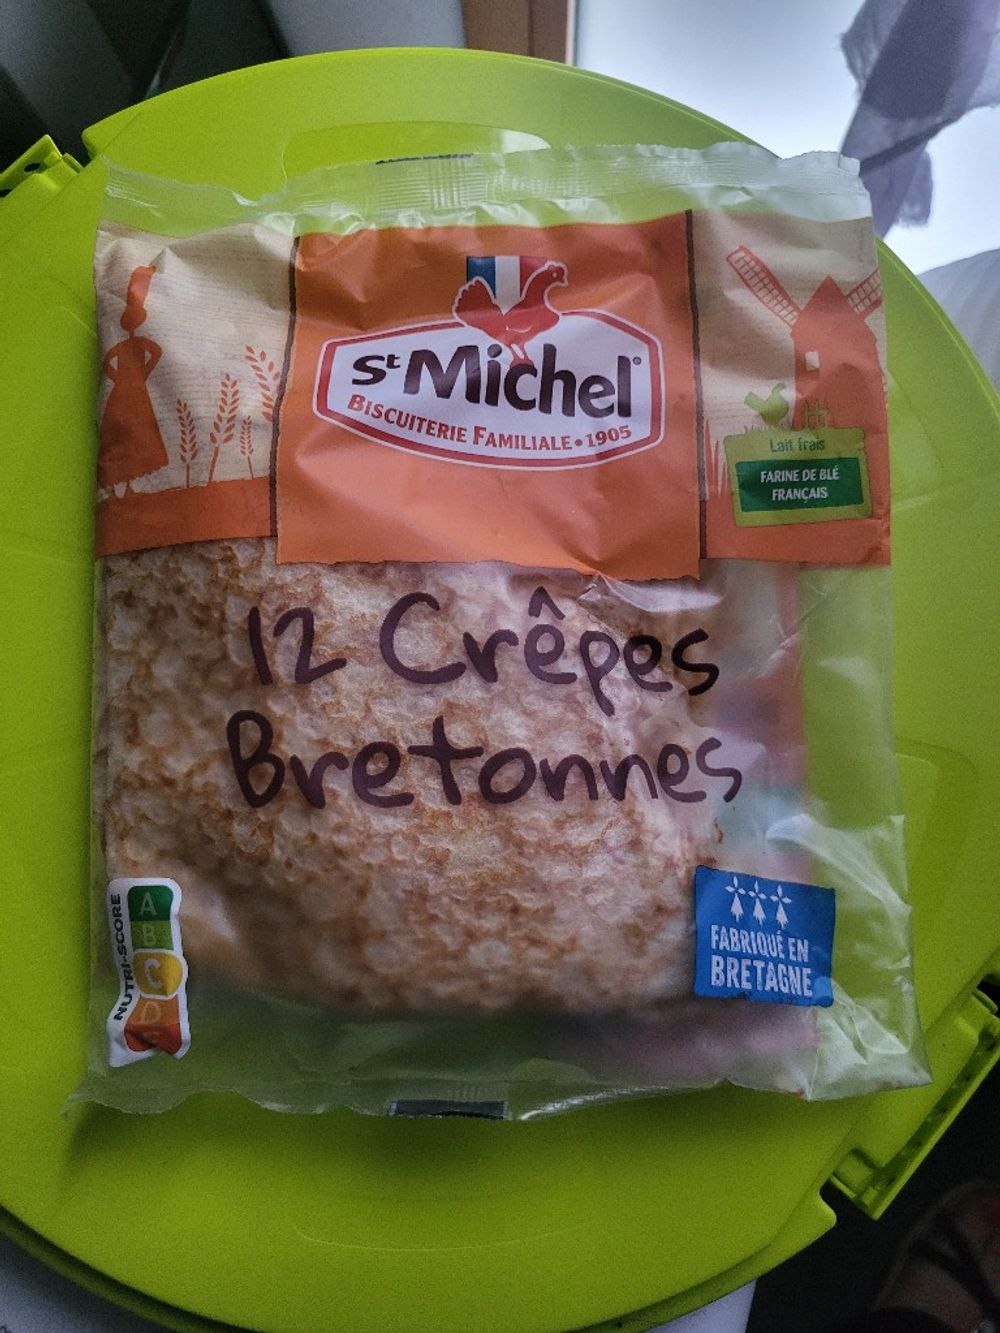 St Michel
BISCUITERIE FAMILIALE • 1905
Lait frais
FARINE DE BLÉ
FRANÇAIS
12 Crêpes
Bretonnes
NUTRI-SCORE
A
B
C
D
FABRIQUÉ EN
BRETAGNE